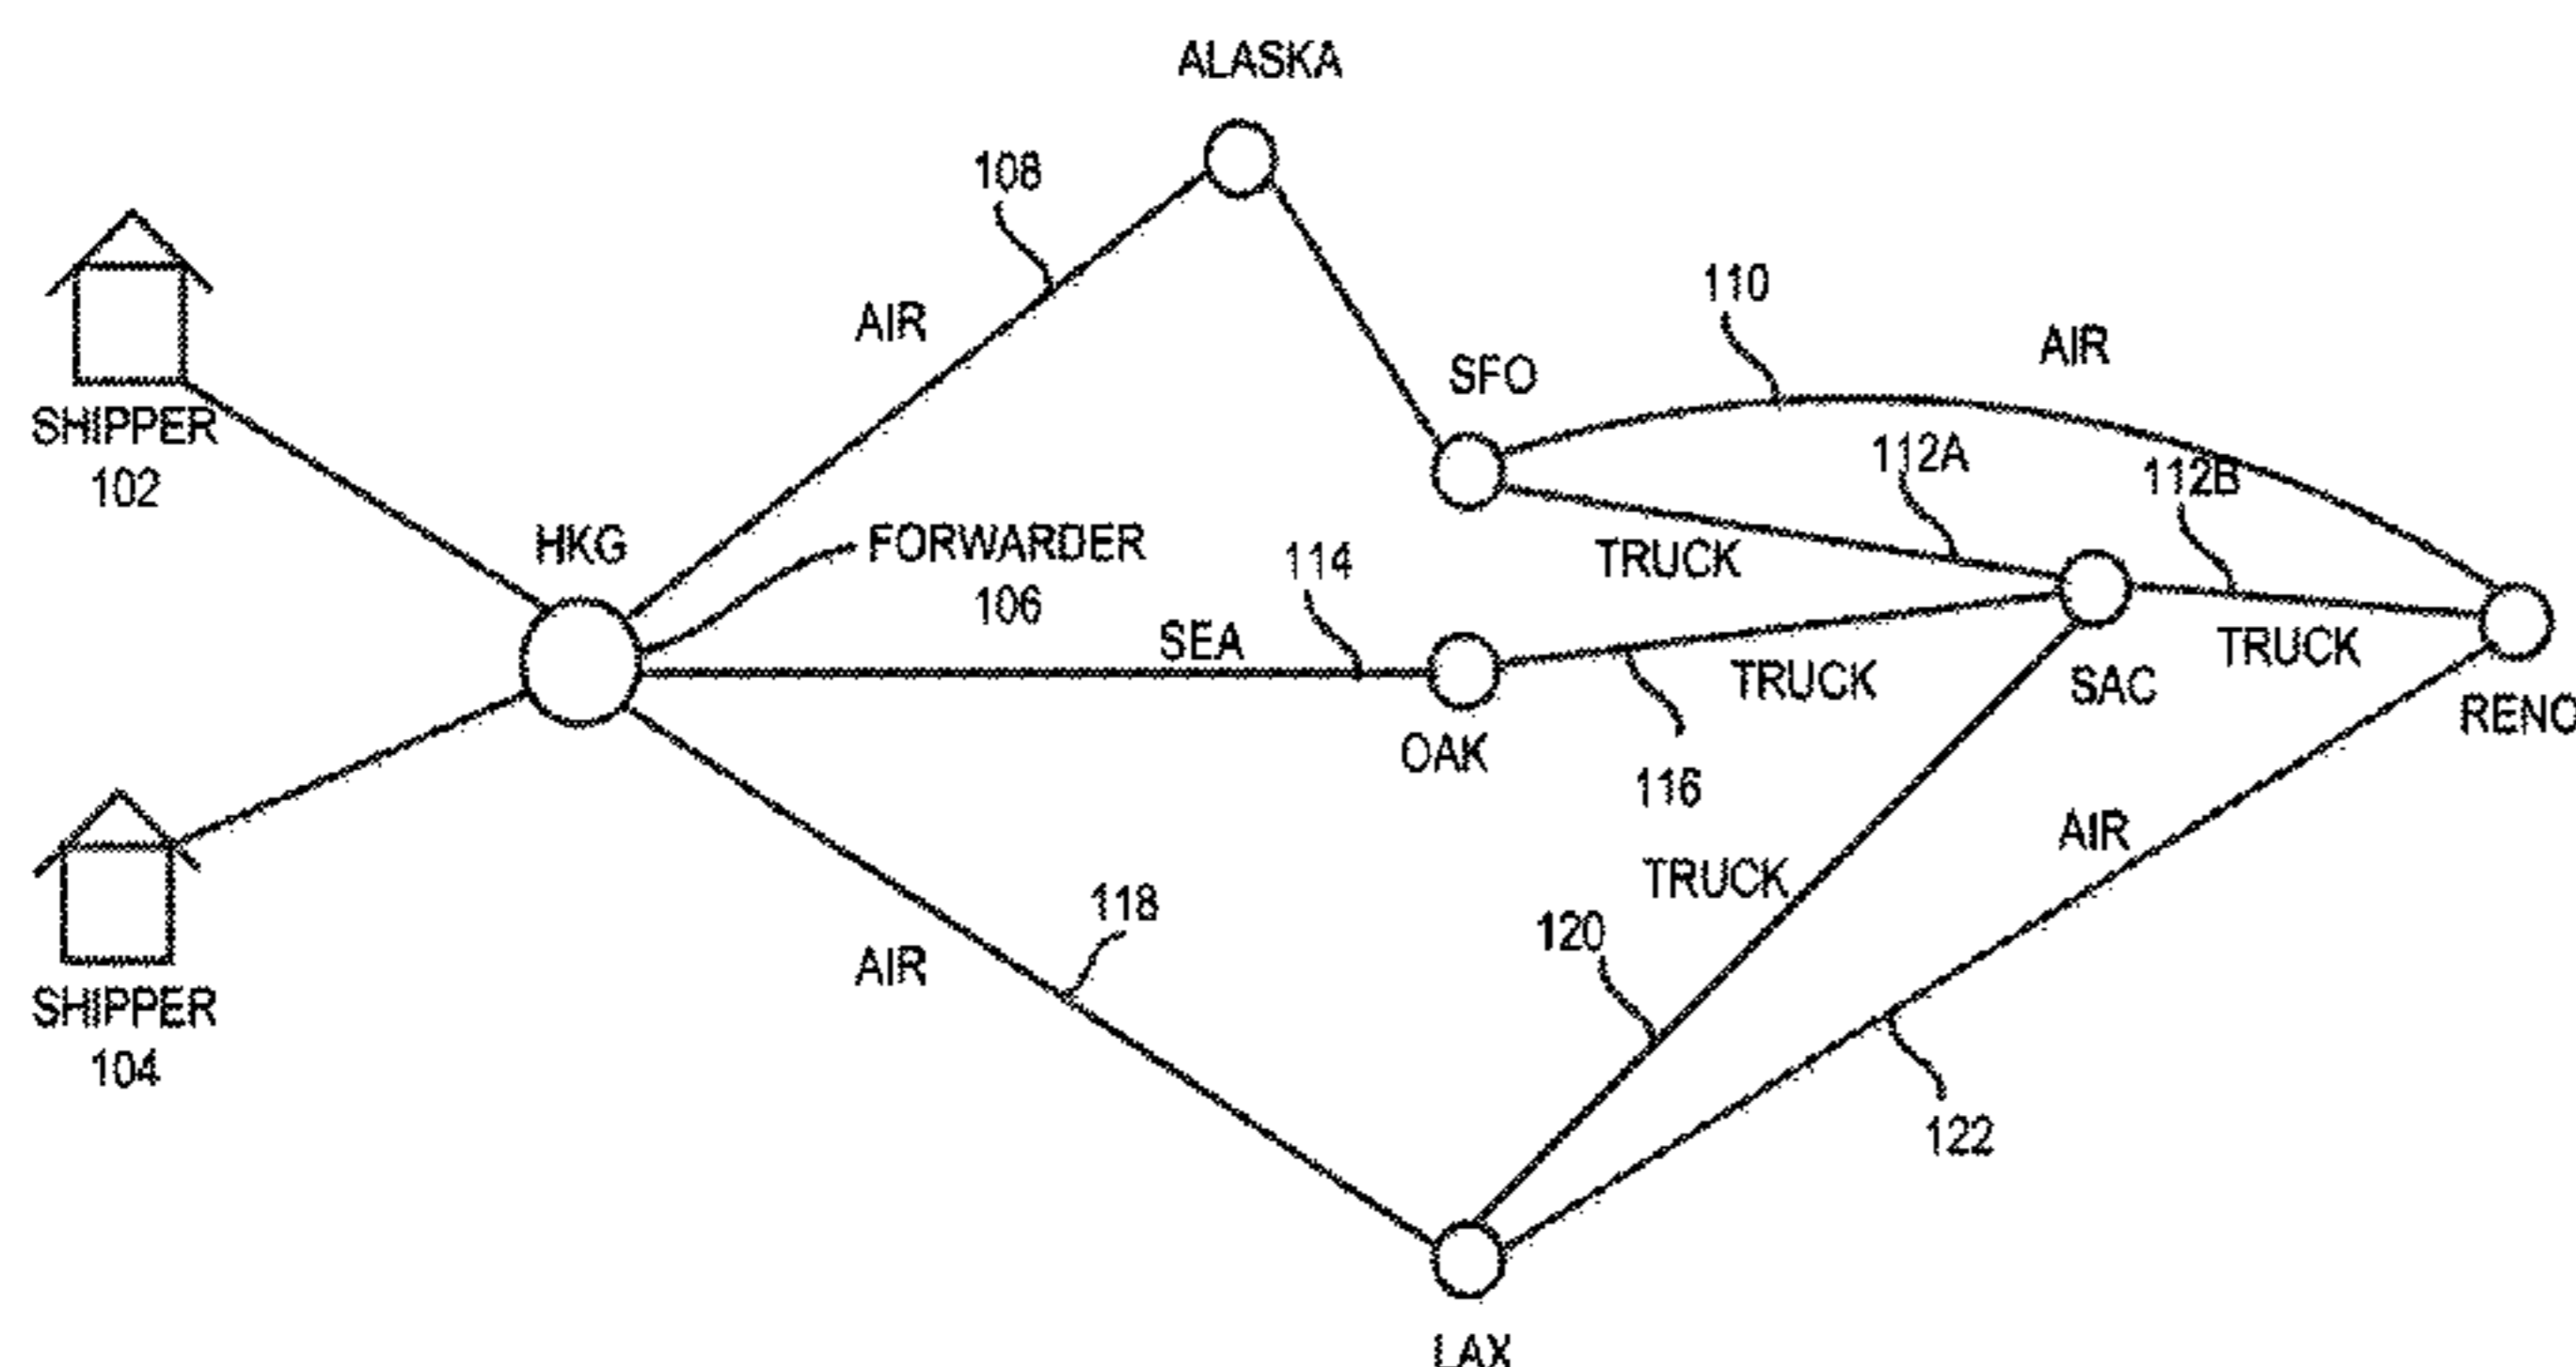 ALASKA
108
AIR
SHIPPER
102
HKG
FORWARDER
106
SFO
110
AIR
112A
112B
TRUCK
TRUCK
114
SEA
OAK
TRUCK
116
SAC
RENO
SHIPPER
104
118
AIR
TRUCK
120
AIR
122
LAX